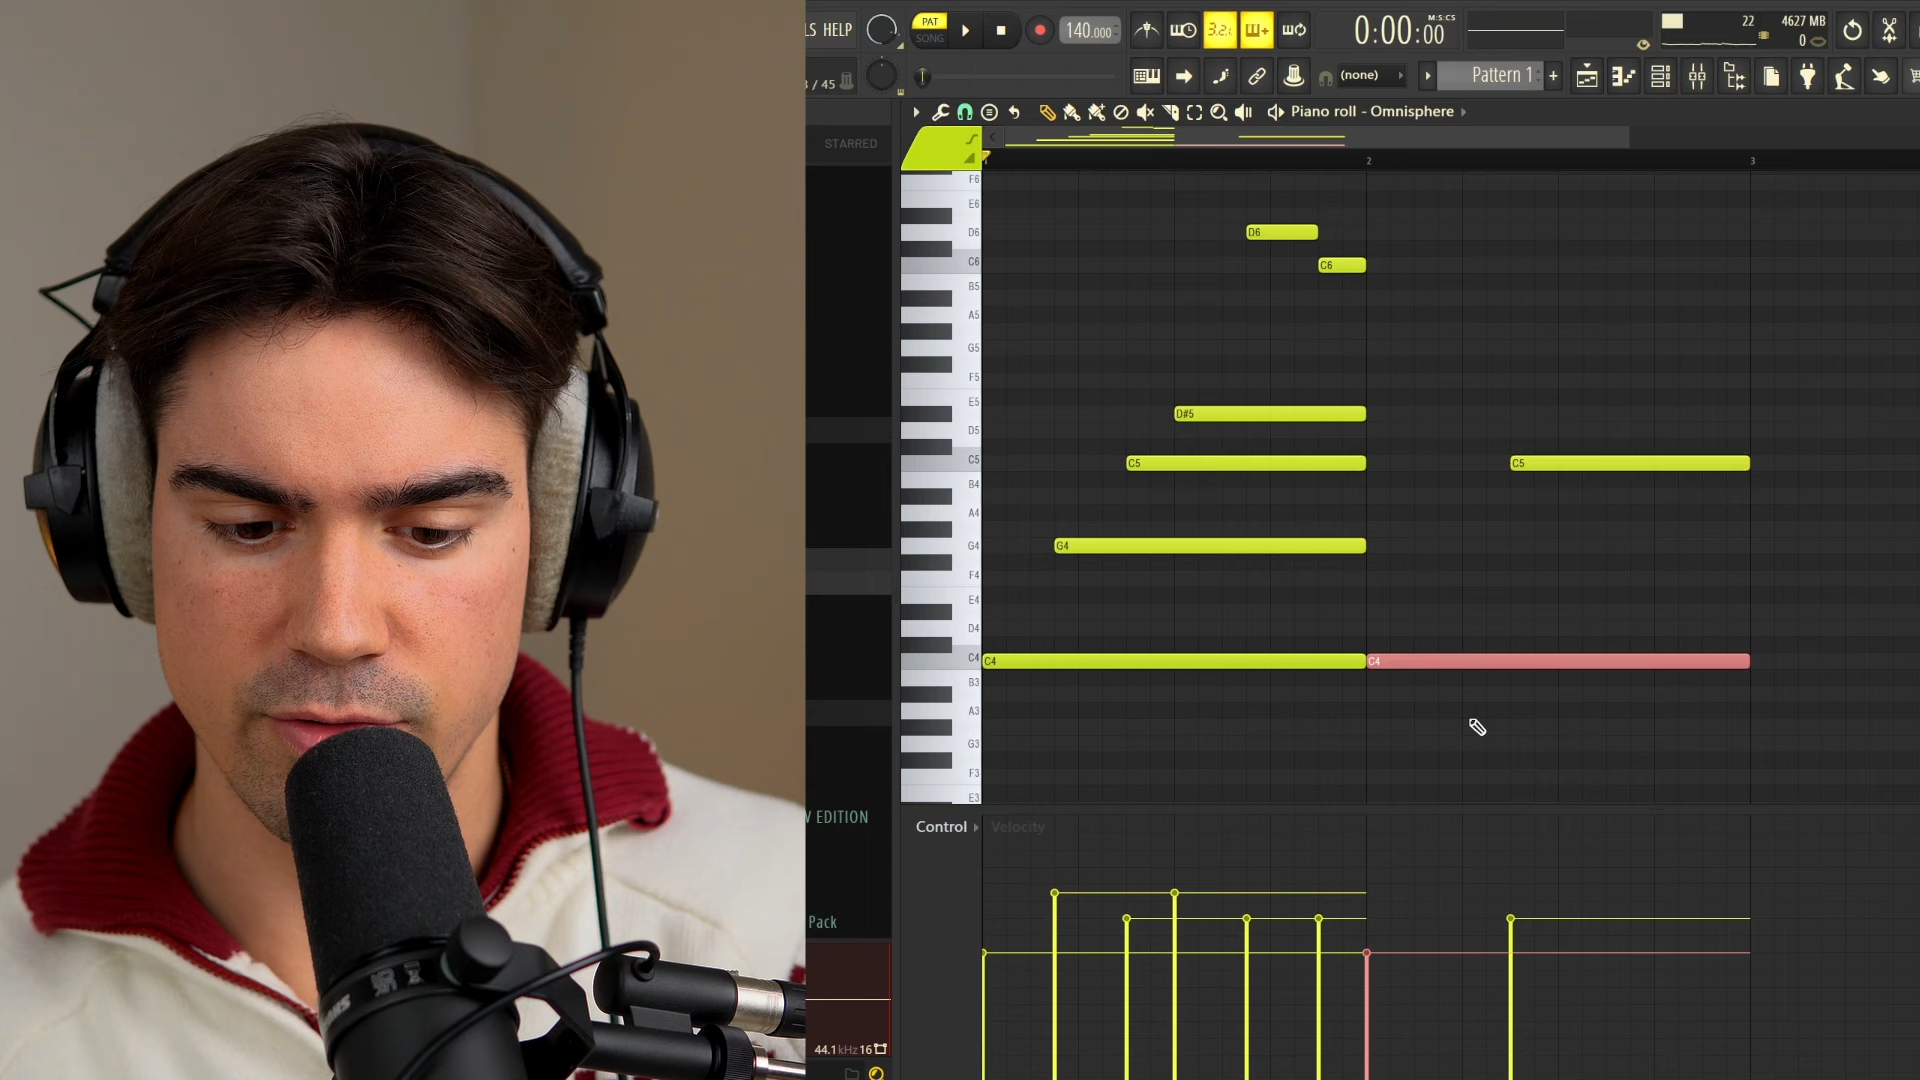 LS HELP
PAT
SONG
140.000
3.2.
0:00:00
M:S:CS
22
4627 MB
0
/ 45
(none)
Pattern 1
+
Piano roll - Omnisphere
STARRED
2
3
F6
E6
D6
D6
C6
C6
B5
A5
G5
F5
E5
D#5
D5
C5
C5
C5
B4
A4
G4
G4
F4
E4
D4
C4
C4
C4
B3
A3
G3
F3
E3
EDITION
Control
Velocity
Pack
44.1kHz 16